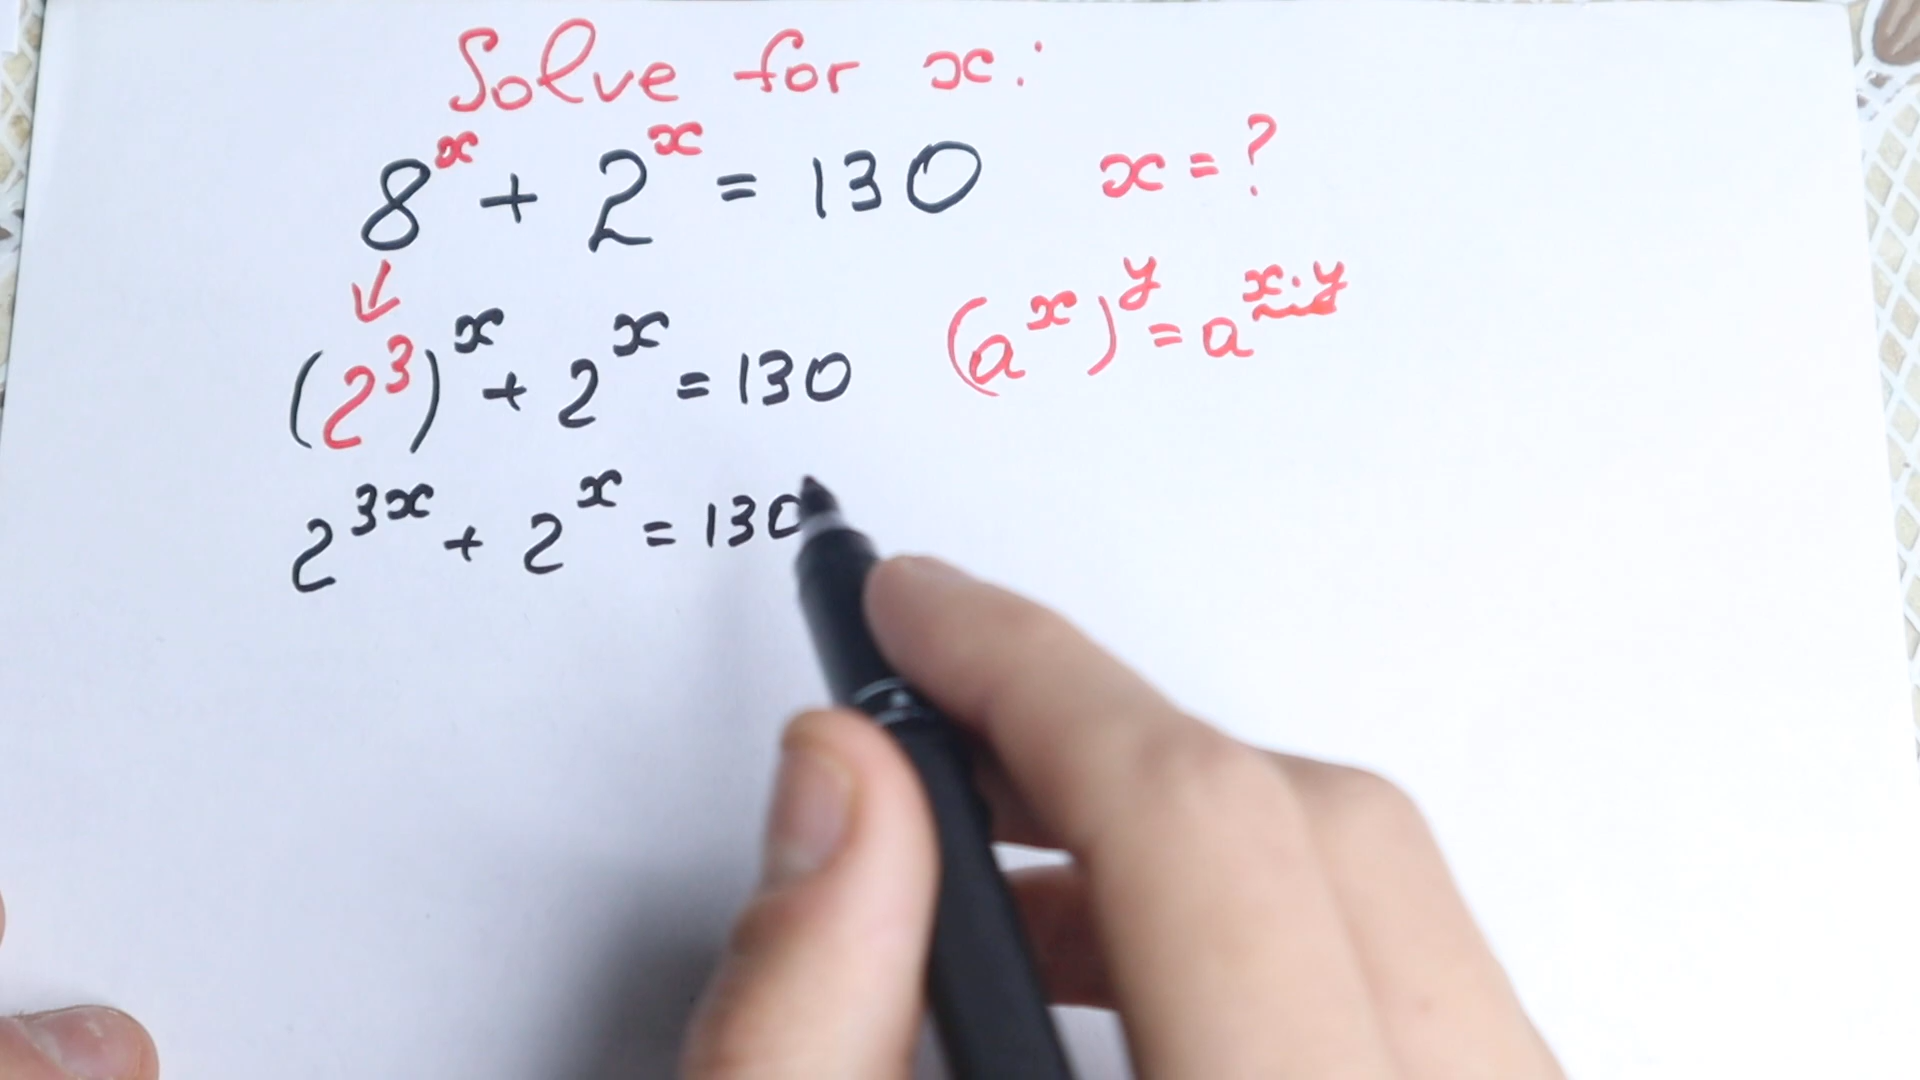 Solve for x:
8^x + 2^x = 130
x = ?
(2^3)^x + 2^x = 130
(a^x)^y = a^{x·y}
2^{3x} + 2^x = 130